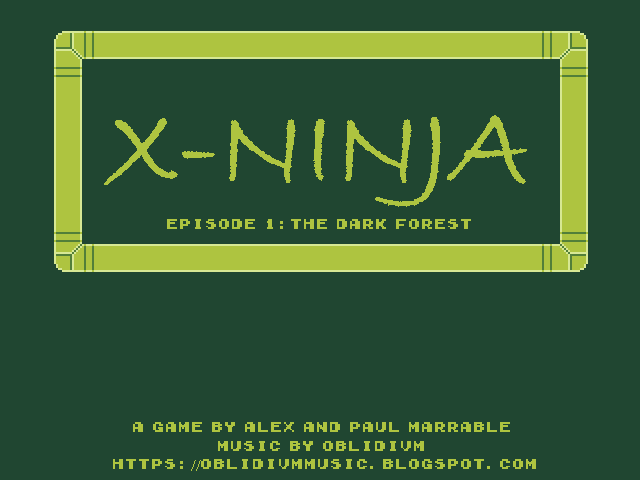 X-NINJA
EPISODE 1: THE DARK FOREST
A GAME BY ALEX AND PAUL MARRABLE
MUSIC BY OBLIDIVM
HTTPS://OBLIDIVMMUSIC.BLOGSPOT.COM